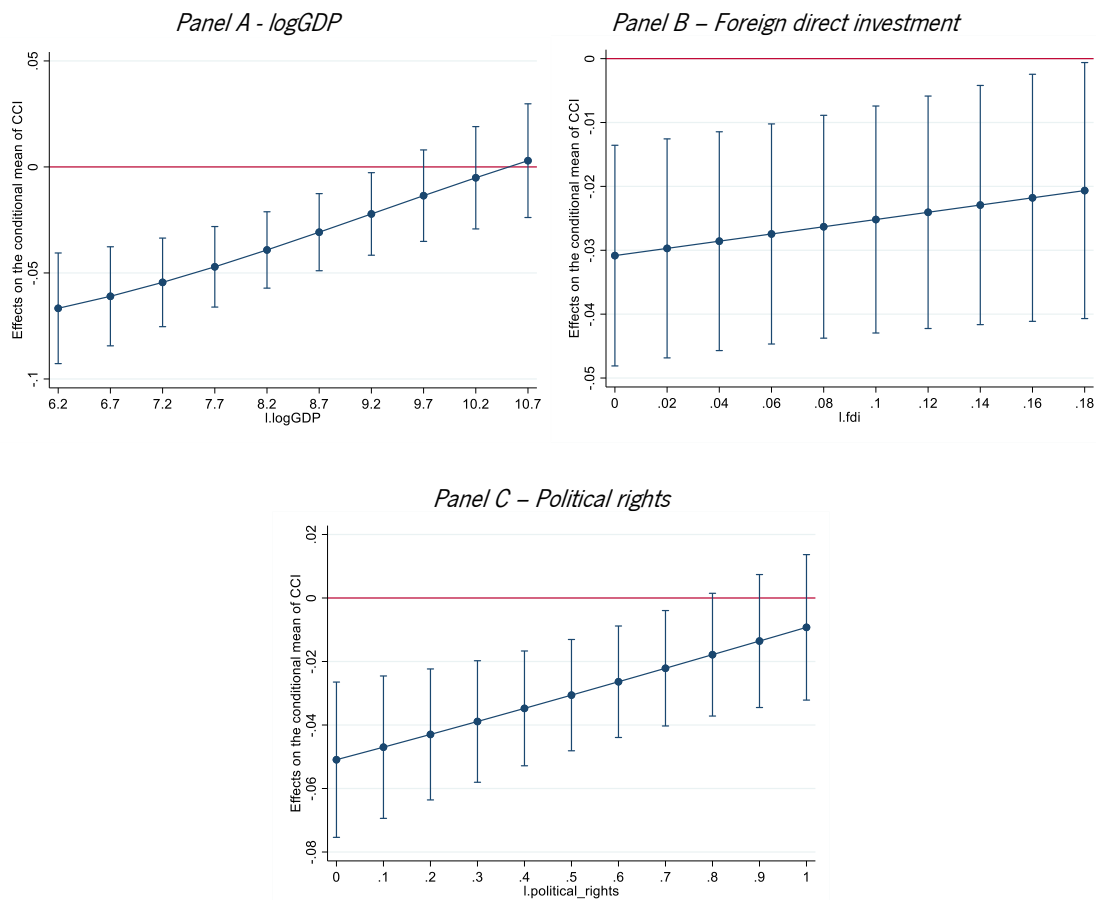 Panel A - logGDP
Effects on the conditional mean of CCI
.05
0
-.05
-.1
6.2 6.7 7.2 7.7 8.2 8.7 9.2 9.7 10.2 10.7
l.logGDP
Panel B – Foreign direct investment
Effects on the conditional mean of CCI
0
-.01
-.02
-.03
-.04
-.05
0 .02 .04 .06 .08 .1 .12 .14 .16 .18
l.fdi
Panel C – Political rights
Effects on the conditional mean of CCI
.02
0
-.02
-.04
-.06
-.08
0 .1 .2 .3 .4 .5 .6 .7 .8 .9 1
l.political_rights